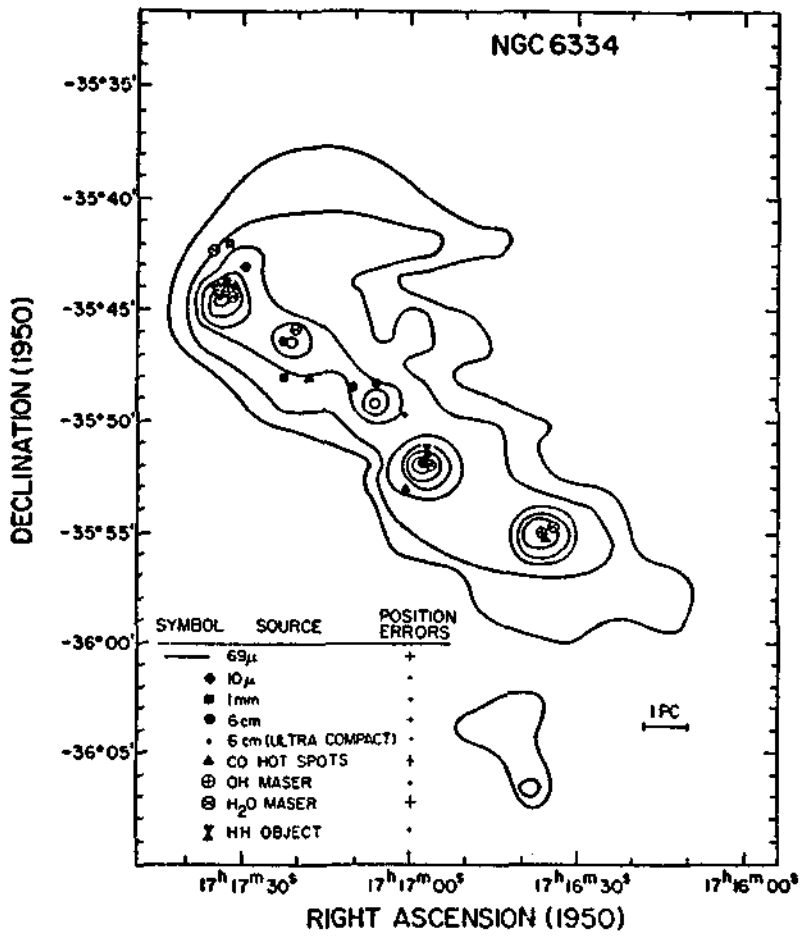 NGC 6334
-35°35'
-35°40'
-35°45'
-35°50'
-35°55'
-36°00'
-36°05'
DECLINATION (1950)
SYMBOL SOURCE POSITION ERRORS
69μ
10μ
1mm
6cm
6cm (ULTRA COMPACT)
CO HOT SPOTS
OH MASER
H₂O MASER
HH OBJECT
1 PC
17ʰ17ᵐ30ˢ 17ʰ17ᵐ00ˢ 17ʰ16ᵐ30ˢ 17ʰ16ᵐ00ˢ
RIGHT ASCENSION (1950)